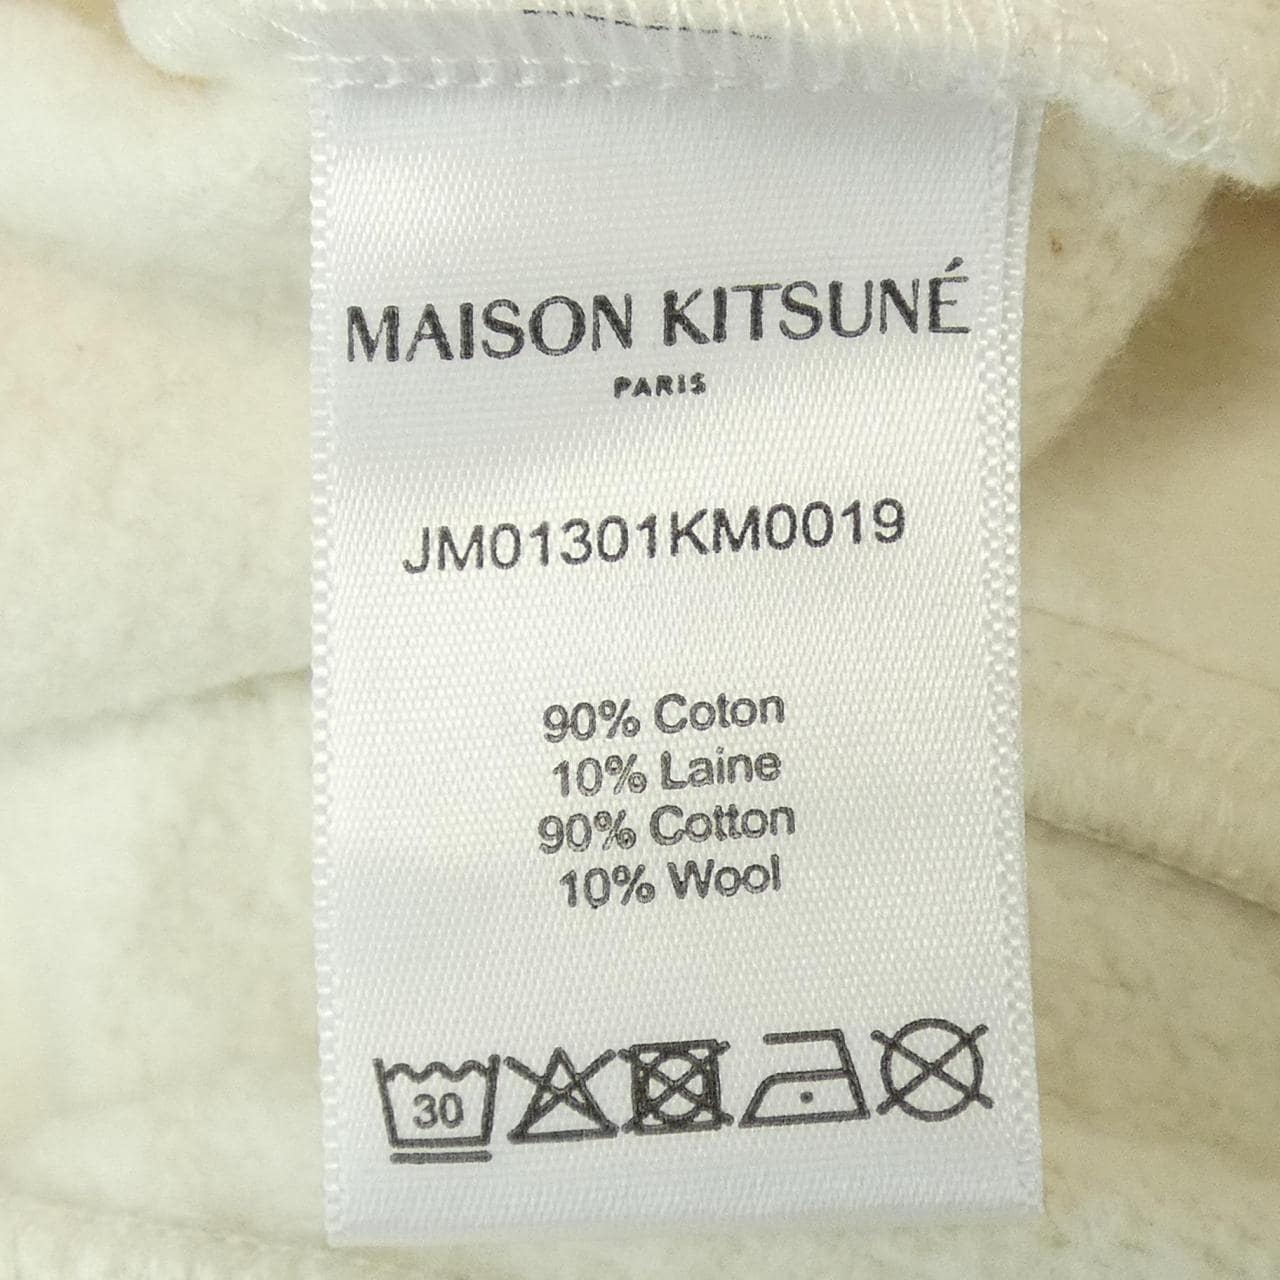 MAISON KITSUNÉ
PARIS
JM01301KM0019
90% Coton
10% Laine
90% Cotton
10% Wool
30